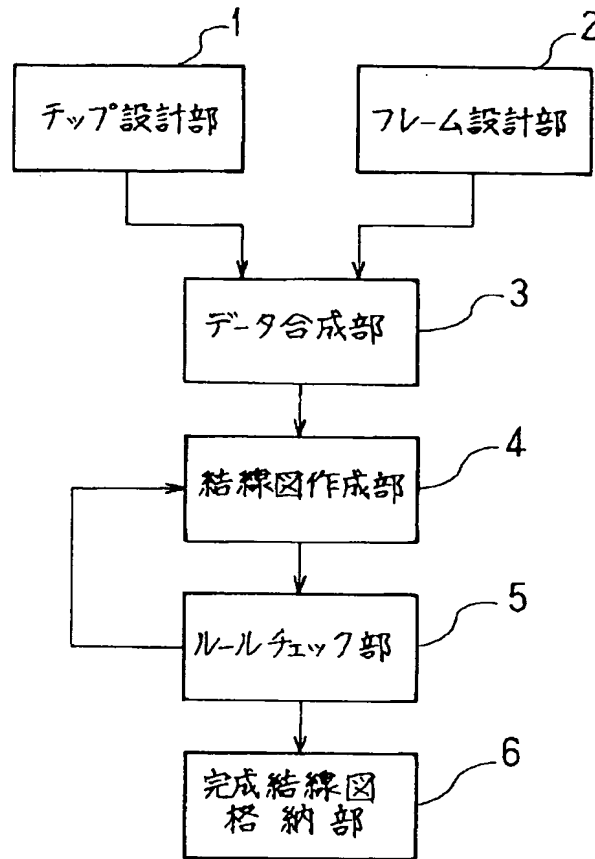 1
2
チップ設計部
フレーム設計部
3
データ合成部
4
結線図作成部
5
ルールチェック部
6
完成結線図
格納部